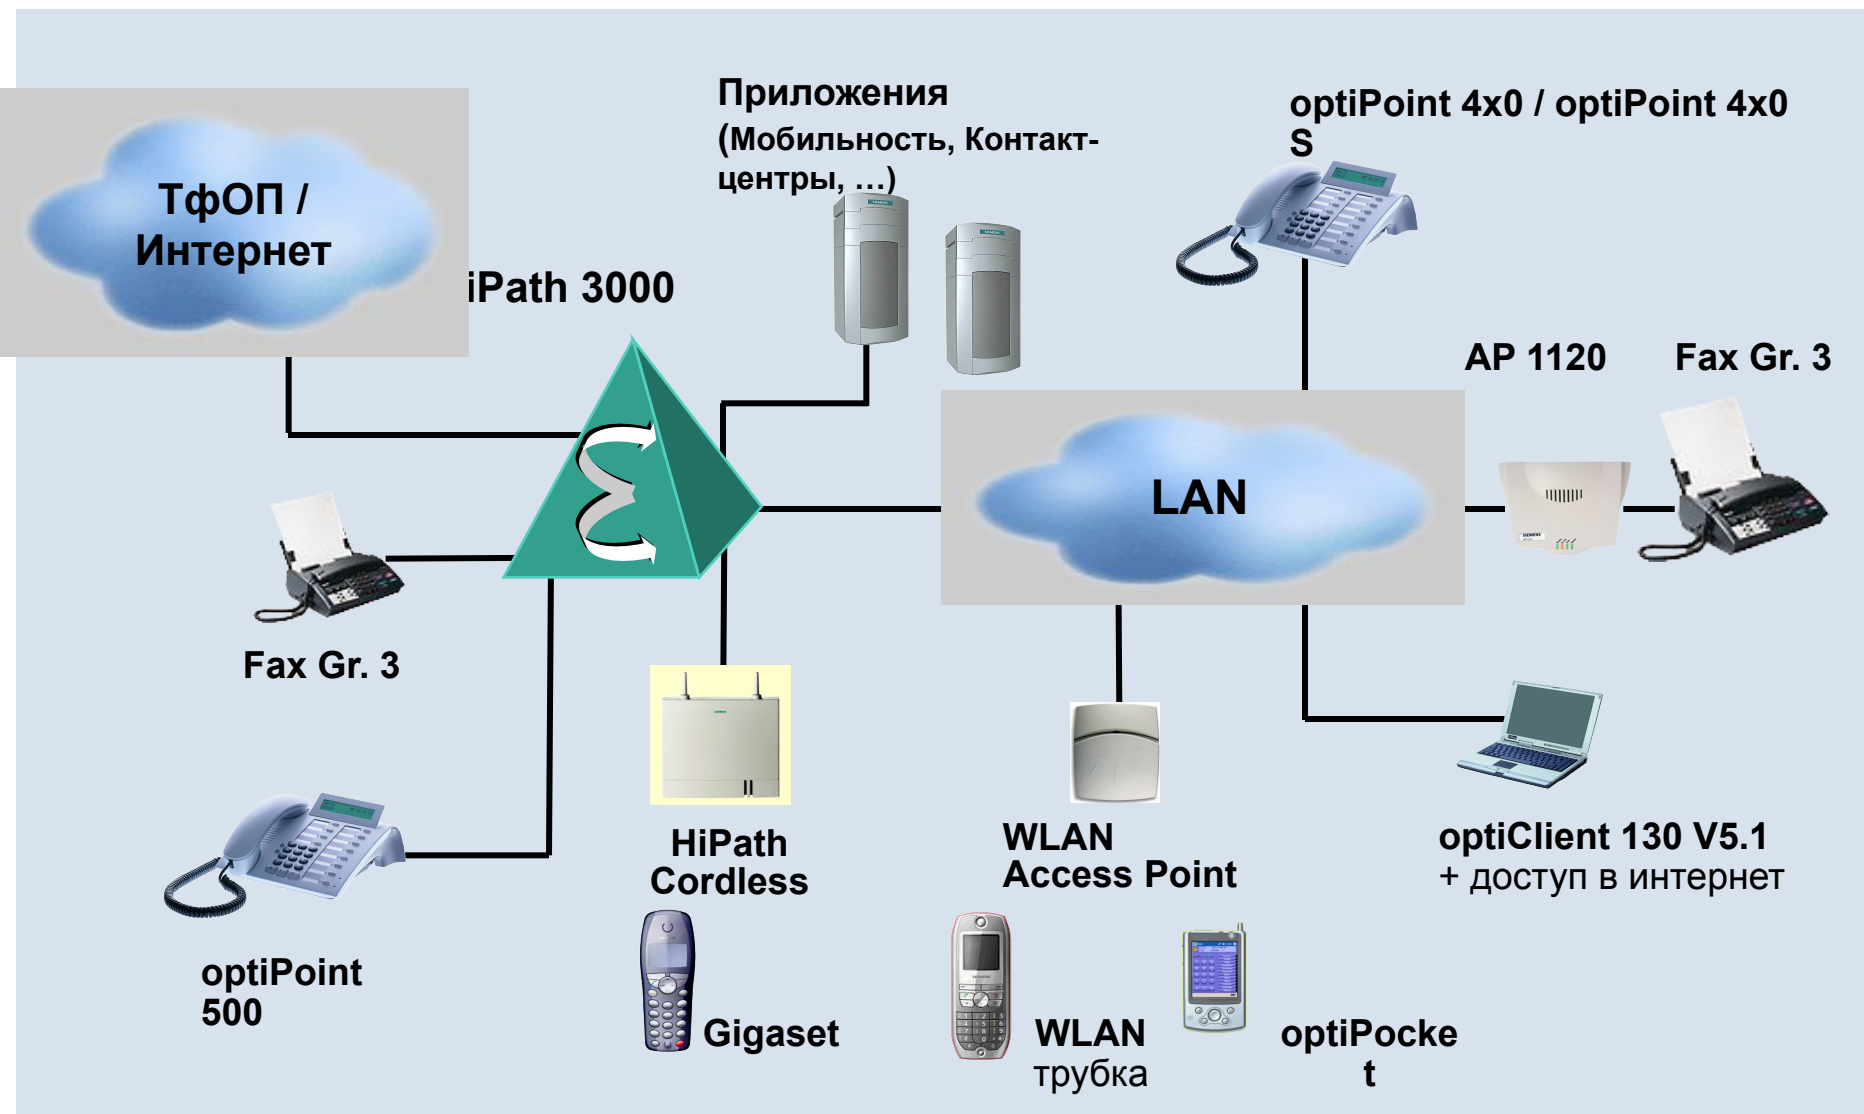 Приложения
(Мобильность, Контакт-
центры, …)
optiPoint 4x0 / optiPoint 4x0
S
ТфОП /
Интернет
iPath 3000
AP 1120
Fax Gr. 3
LAN
SIEMENS
Fax Gr. 3
HiPath
Cordless
WLAN
Access Point
optiClient 130 V5.1
+ доступ в интернет
optiPoint
500
Gigaset
WLAN
трубка
optiPocke
t